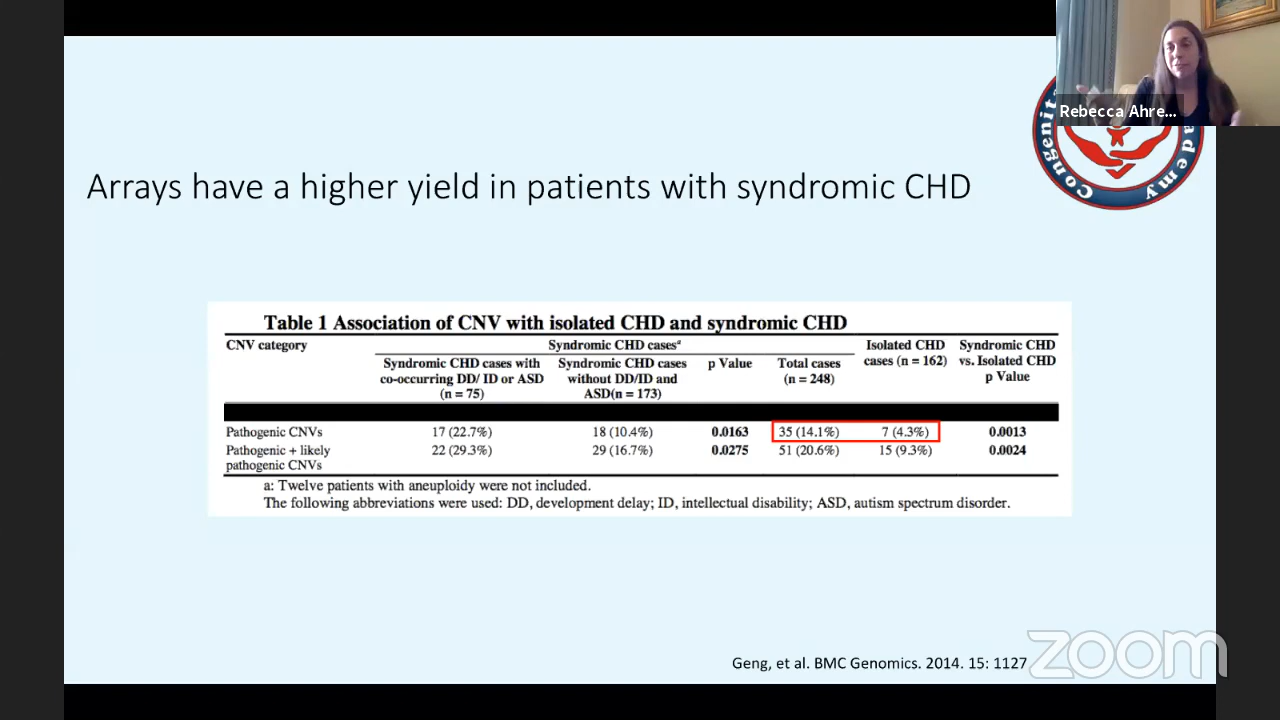 Rebecca Ahre...
Congenit
ademy
Arrays have a higher yield in patients with syndromic CHD
Table 1 Association of CNV with isolated CHD and syndromic CHD
CNV category
Syndromic CHD casesª
Syndromic CHD cases with
co-occurring DD/ ID or ASD
(n = 75)
Syndromic CHD cases
without DD/ID and
ASD(n = 173)
p Value
Total cases
(n = 248)
Isolated CHD
cases (n = 162)
Syndromic CHD
vs. Isolated CHD
p Value
Pathogenic CNVs 17 (22.7%) 18 (10.4%) 0.0163 35 (14.1%) 7 (4.3%) 0.0013
Pathogenic + likely 22 (29.3%) 29 (16.7%) 0.0275 51 (20.6%) 15 (9.3%) 0.0024
pathogenic CNVs
a: Twelve patients with aneuploidy were not included.
The following abbreviations were used: DD, development delay; ID, intellectual disability; ASD, autism spectrum disorder.
Geng, et al. BMC Genomics. 2014. 15: 1127
zoom